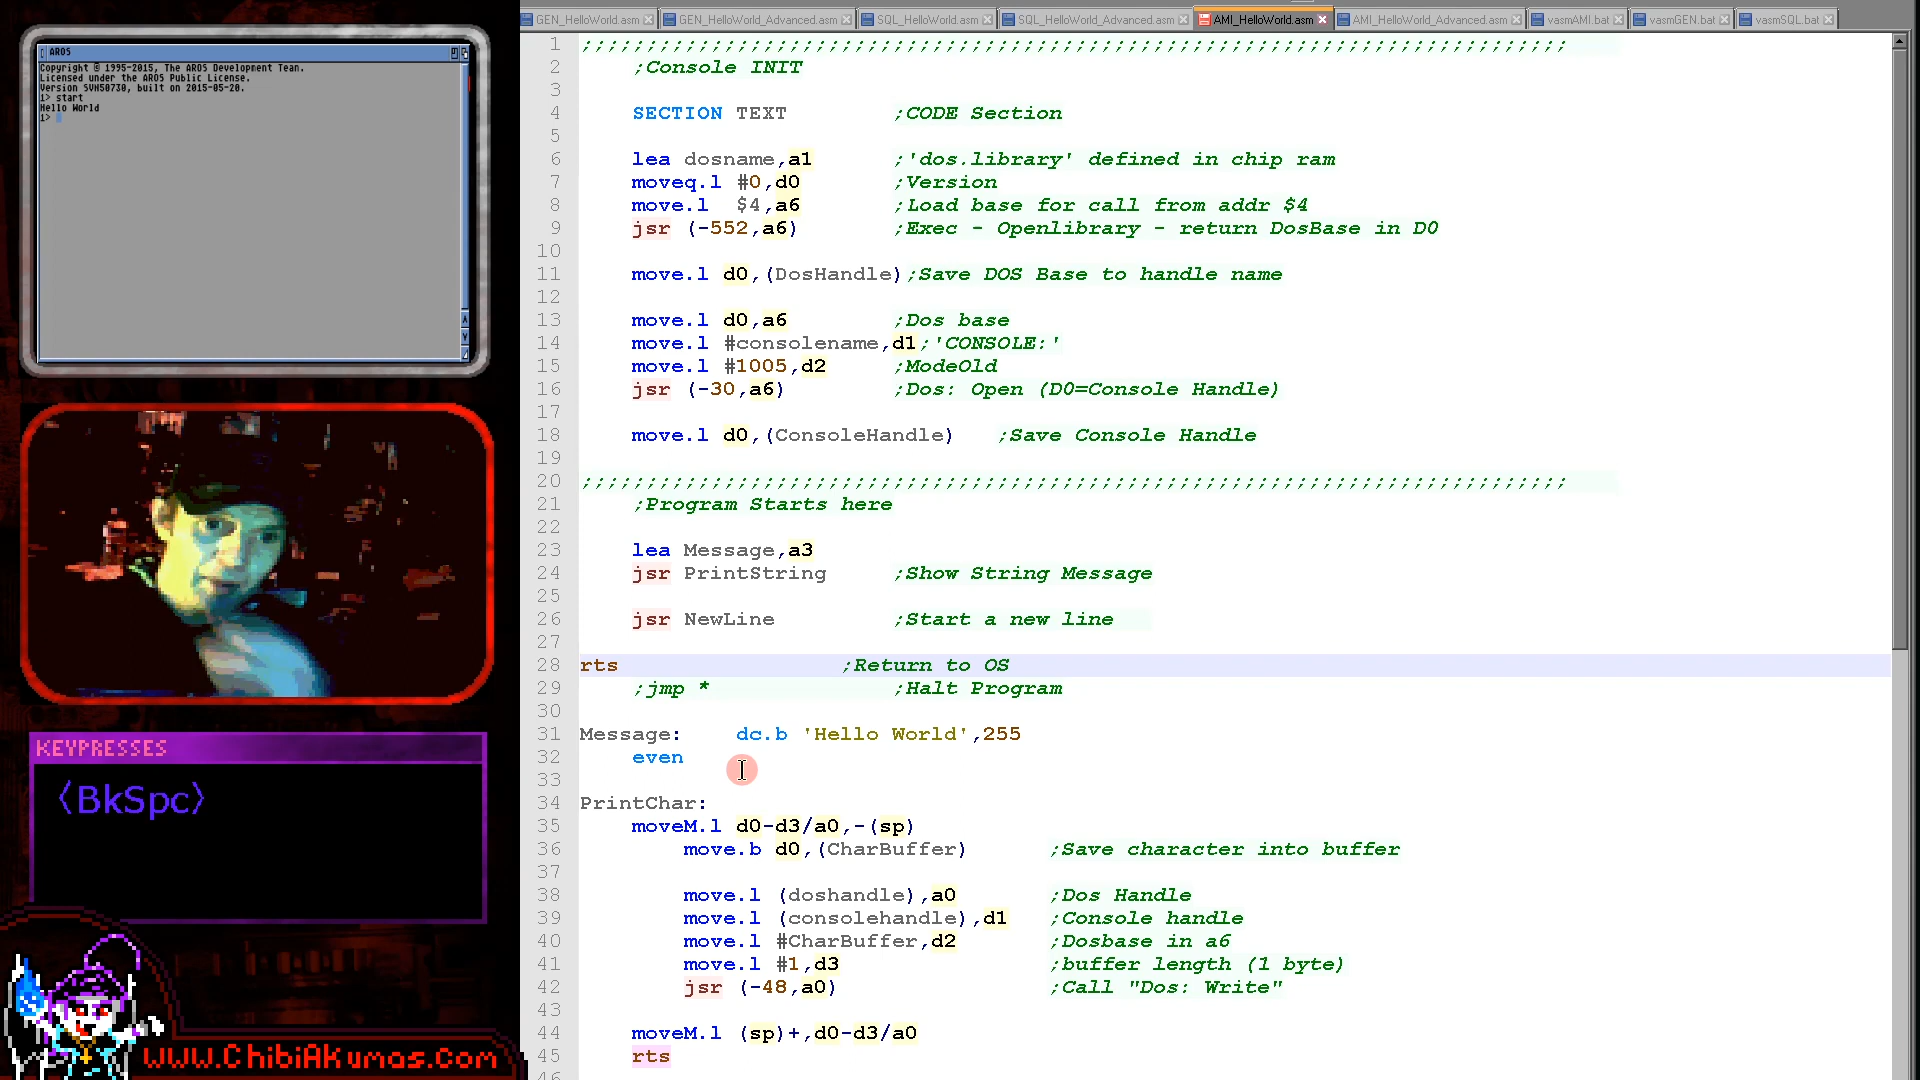 GEN_HelloWorld.asm GEN_HelloWorld_Advanced.asm SQL_HelloWorld.asm SQL_HelloWorld_Advanced.asm AMI_HelloWorld.asm AMI_HelloWorld_Advanced.asm vasmAMI.bat vasmGEN.bat vasmSQL.bat
AROS
Copyright © 1995-2015, The AROS Development Team.
Licensed under the AROS Public License.
Version SVN50730, built on 2015-05-20.
1> start
Hello World
1>
KEYPRESSES
〈BkSpc〉
www.ChibiAkumas.com
1 ;;;;;;;;;;;;;;;;;;;;;;;;;;;;;;;;;;;;;;;;;;;;;;;;;;;;;;;;;;;;;;;;;;;;;;;;;;;;
2 ;Console INIT
3
4 SECTION TEXT ;CODE Section
5
6 lea dosname,a1 ;'dos.library' defined in chip ram
7 moveq.l #0,d0 ;Version
8 move.l $4,a6 ;Load base for call from addr $4
9 jsr (-552,a6) ;Exec - Openlibrary - return DosBase in D0
10
11 move.l d0,(DosHandle);Save DOS Base to handle name
12
13 move.l d0,a6 ;Dos base
14 move.l #consolename,d1;'CONSOLE:'
15 move.l #1005,d2 ;ModeOld
16 jsr (-30,a6) ;Dos: Open (D0=Console Handle)
17
18 move.l d0,(ConsoleHandle) ;Save Console Handle
19
20 ;;;;;;;;;;;;;;;;;;;;;;;;;;;;;;;;;;;;;;;;;;;;;;;;;;;;;;;;;;;;;;;;;;;;;;;;;;;;
21 ;Program Starts here
22
23 lea Message,a3
24 jsr PrintString ;Show String Message
25
26 jsr NewLine ;Start a new line
27
28 rts ;Return to OS
29 ;jmp * ;Halt Program
30
31 Message: dc.b 'Hello World',255
32 even
33
34 PrintChar:
35 moveM.l d0-d3/a0,-(sp)
36 move.b d0,(CharBuffer) ;Save character into buffer
37
38 move.l (doshandle),a0 ;Dos Handle
39 move.l (consolehandle),d1 ;Console handle
40 move.l #CharBuffer,d2 ;Dosbase in a6
41 move.l #1,d3 ;buffer length (1 byte)
42 jsr (-48,a0) ;Call "Dos: Write"
43
44 moveM.l (sp)+,d0-d3/a0
45 rts
46